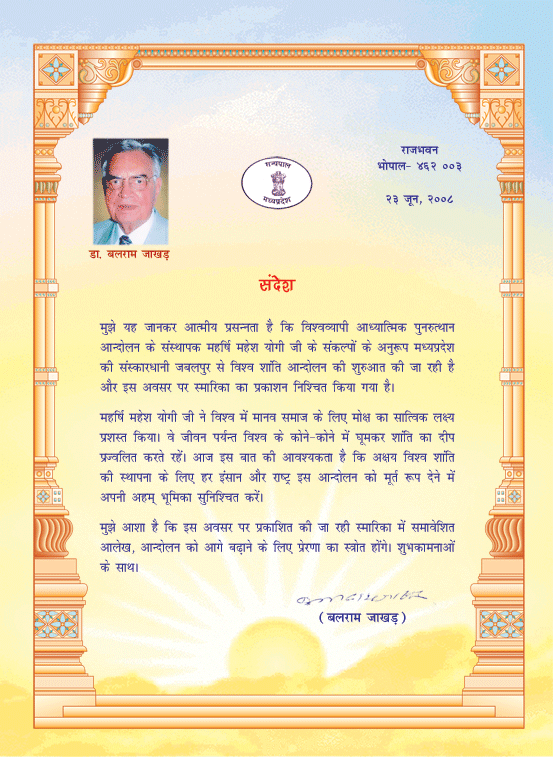 राजभवन
भोपाल- ४६२ ००३
राज्यपाल
मध्यप्रदेश
२३ जून, २००८
डा. बलराम जाखड़
संदेश
मुझे यह जानकर आत्मीय प्रसन्नता है कि विश्वव्यापी आध्यात्मिक पुनरुत्थान
आन्दोलन के संस्थापक महर्षि महेश योगी जी के संकल्पों के अनुरूप मध्यप्रदेश
की संस्कारधानी जबलपुर से विश्व शांति आन्दोलन की शुरुआत की जा रही है
और इस अवसर पर स्मारिका का प्रकाशन निश्चित किया गया है।
महर्षि महेश योगी जी ने विश्व में मानव समाज के लिए मोक्ष का सात्विक लक्ष्य
प्रशस्त किया। वे जीवन पर्यन्त विश्व के कोने-कोने में घूमकर शांति का दीप
प्रज्वलित करते रहें। आज इस बात की आवश्यकता है कि अक्षय विश्व शांति
की स्थापना के लिए हर इंसान और राष्ट्र इस आन्दोलन को मूर्त रूप देने में
अपनी अहम् भूमिका सुनिश्चित करें।
मुझे आशा है कि इस अवसर पर प्रकाशित की जा रही स्मारिका में समावेशित
आलेख, आन्दोलन को आगे बढ़ाने के लिए प्रेरणा का स्त्रोत होंगे। शुभकामनाओं
के साथ।
( बलराम जाखड़ )